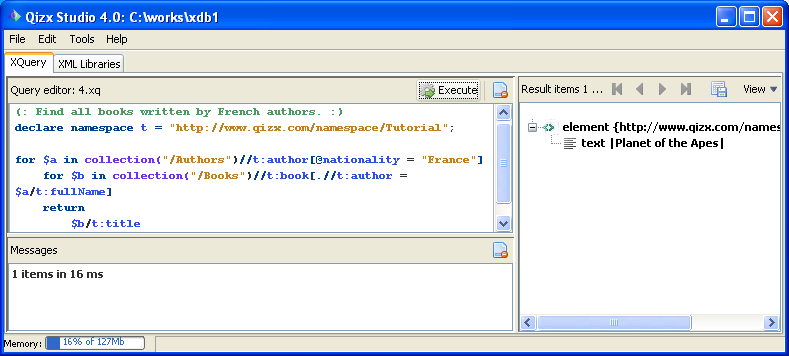 Qizx Studio 4.0: C:\works\xdb1
File Edit Tools Help
XQuery XML Libraries
Query editor: 4.xq Execute
(: Find all books written by French authors. :)
declare namespace t = "http://www.qizx.com/namespace/Tutorial";
for $a in collection("/Authors")//t:author[@nationality = "France"]
for $b in collection("/Books")//t:book[.//t:author =
$a/t:fullName]
return
$b/t:title
Messages
1 items in 16 ms
Result items 1 ... View
element {http://www.qizx.com/names
text |Planet of the Apes|
Memory: 16% of 127Mb